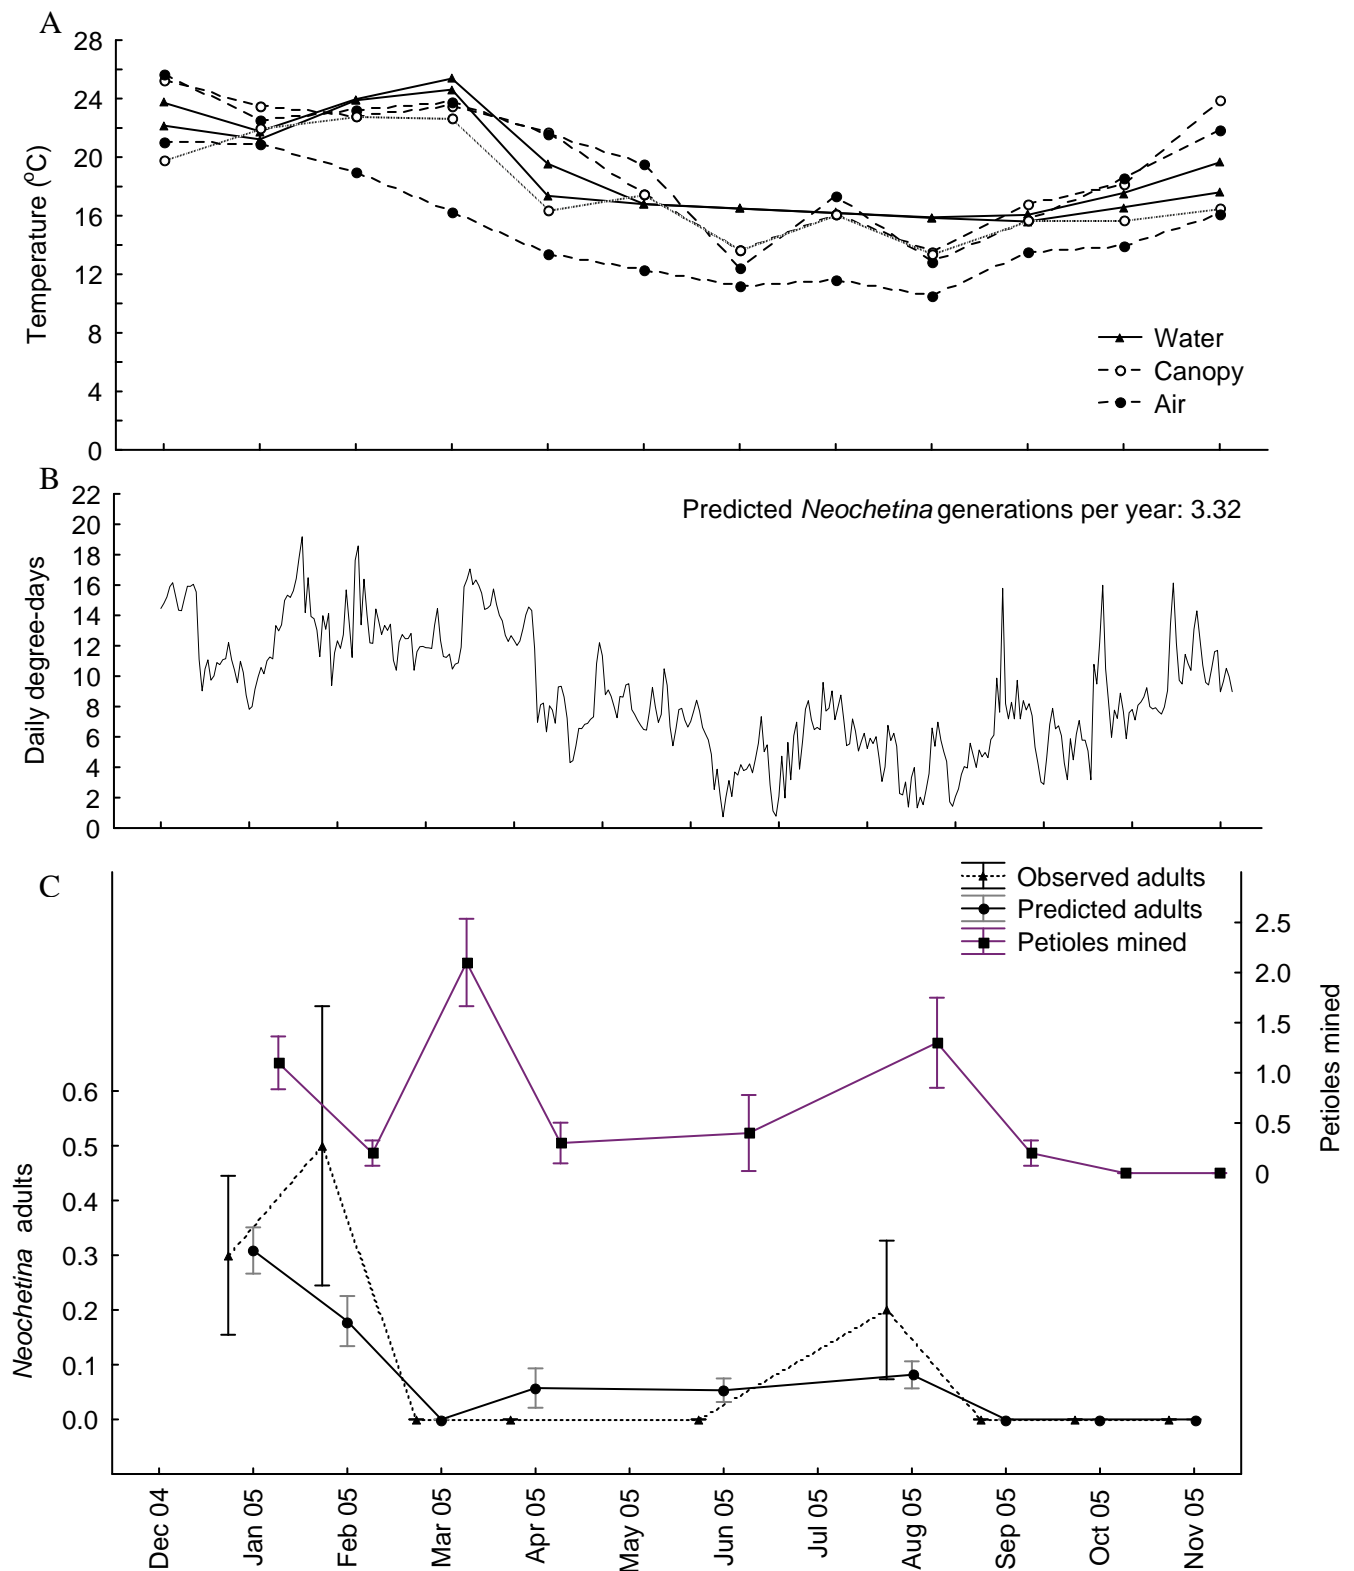 A
28
24
20
16
12
8
4
0
Temperature (°C)
Water
Canopy
Air
B
22
20
18
16
14
12
10
8
6
4
2
0
Daily degree-days
Predicted Neochetina generations per year: 3.32
C
Observed adults
Predicted adults
Petioles mined
0.6
0.5
0.4
0.3
0.2
0.1
0.0
Neochetina adults
2.5
2.0
1.5
1.0
0.5
0
Petioles mined
Dec 04
Jan 05
Feb 05
Mar 05
Apr 05
May 05
Jun 05
Jul 05
Aug 05
Sep 05
Oct 05
Nov 05